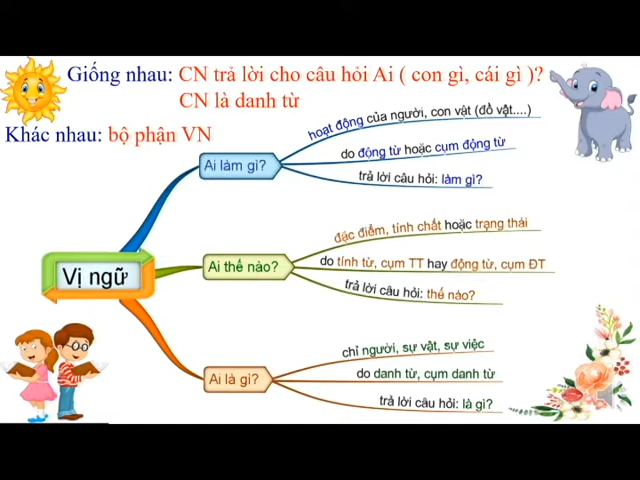 Giống nhau: CN trả lời cho câu hỏi Ai ( con gì, cái gì )?
CN là danh từ
Khác nhau: bộ phận VN
Vị ngữ
Ai làm gì?
hoạt động của người, con vật (đồ vật....)
do động từ hoặc cụm động từ
trả lời câu hỏi: làm gì?
Ai thế nào?
đặc điểm, tính chất hoặc trạng thái
do tính từ, cụm TT hay động từ, cụm ĐT
trả lời câu hỏi: thế nào?
Ai là gì?
chỉ người, sự vật, sự việc
do danh từ, cụm danh từ
trả lời câu hỏi: là gì?